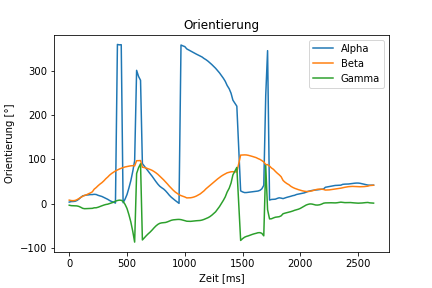 Orientierung
Orientierung [°]
300
200
100
0
−100
Alpha
Beta
Gamma
0
500
1000
1500
2000
2500
Zeit [ms]